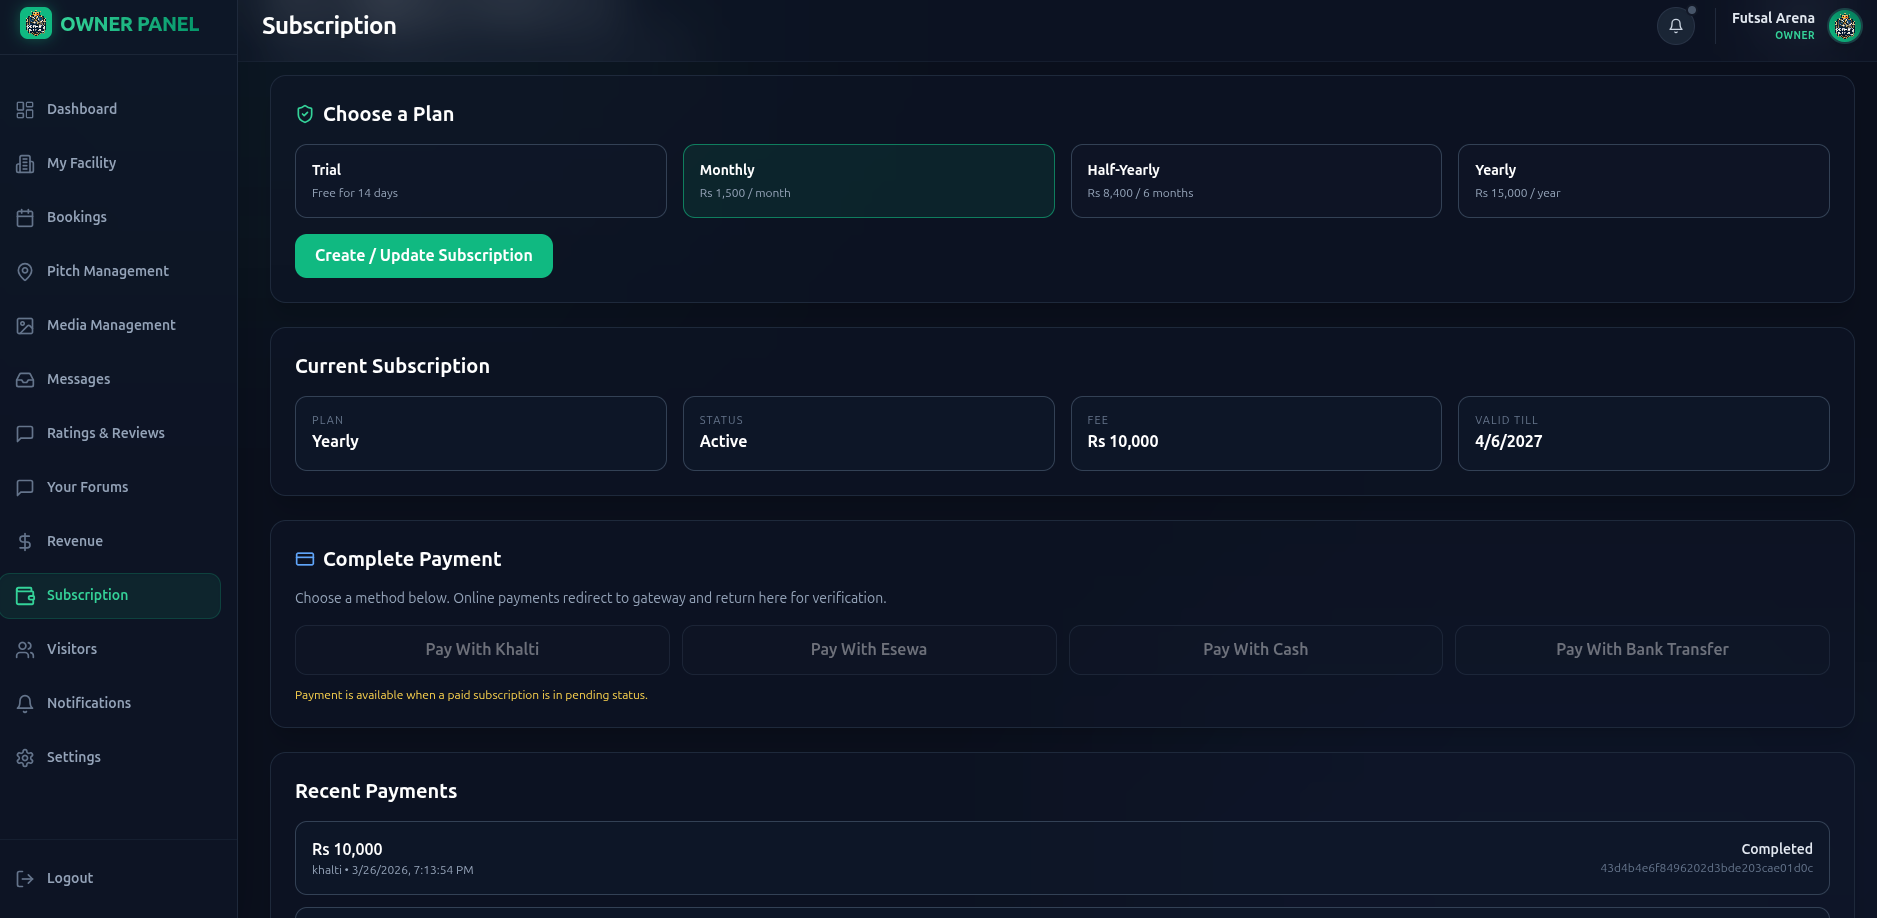 OWNER PANEL
Dashboard
My Facility
Bookings
Pitch Management
Media Management
Messages
Ratings & Reviews
Your Forums
Revenue
Subscription
Visitors
Notifications
Settings
Logout
Subscription
Futsal Arena
OWNER
Choose a Plan
Trial
Free for 14 days
Monthly
Rs 1,500 / month
Half-Yearly
Rs 8,400 / 6 months
Yearly
Rs 15,000 / year
Create / Update Subscription
Current Subscription
PLAN
Yearly
STATUS
Active
FEE
Rs 10,000
VALID TILL
4/6/2027
Complete Payment
Choose a method below. Online payments redirect to gateway and return here for verification.
Pay With Khalti
Pay With Esewa
Pay With Cash
Pay With Bank Transfer
Payment is available when a paid subscription is in pending status.
Recent Payments
Rs 10,000
khalti • 3/26/2026, 7:13:54 PM
Completed
43d4b4e6f8496202d3bde203cae01d0c